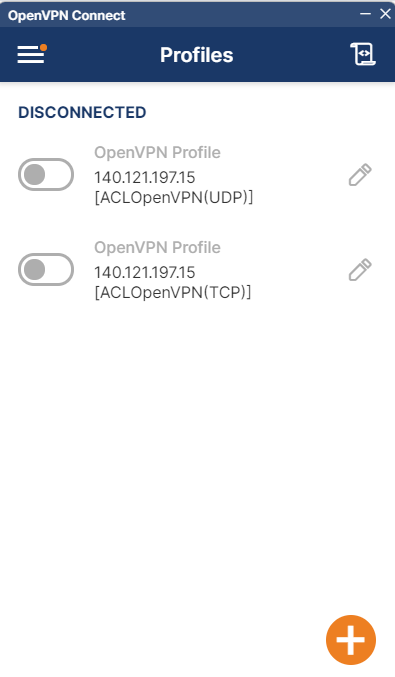 OpenVPN Connect
Profiles
DISCONNECTED
OpenVPN Profile
140.121.197.15
[ACLOpenVPN(UDP)]
OpenVPN Profile
140.121.197.15
[ACLOpenVPN(TCP)]